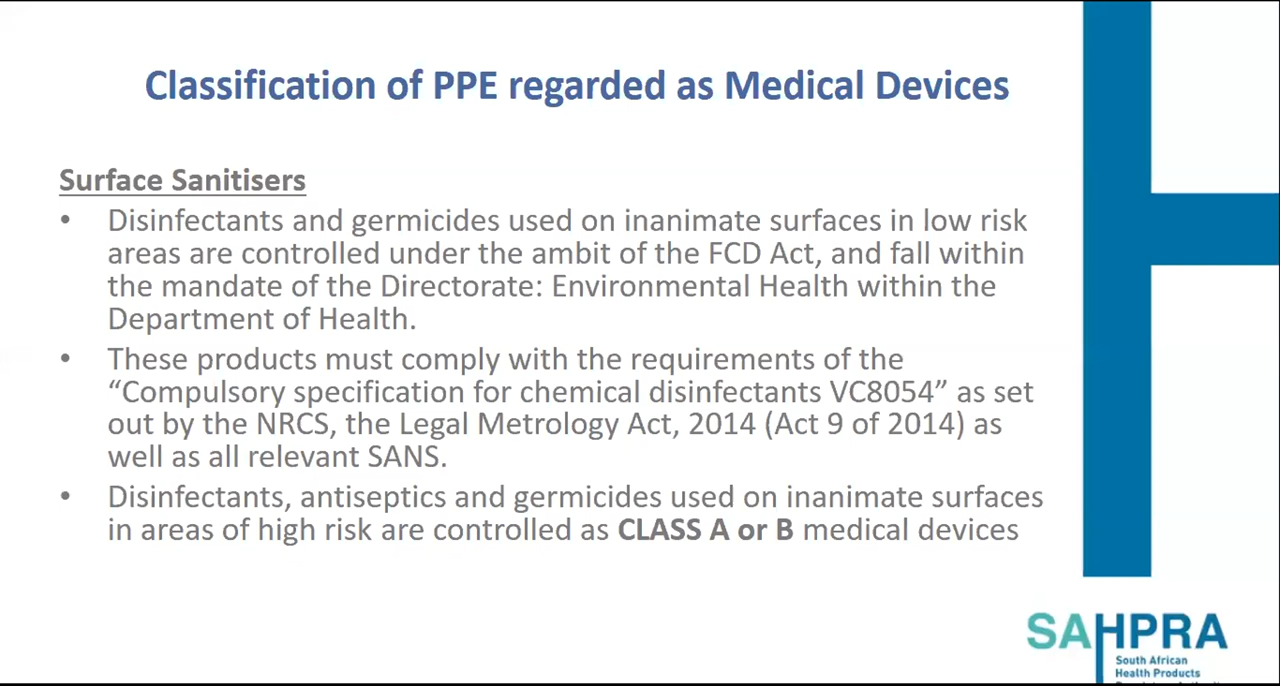 Classification of PPE regarded as Medical Devices
Surface Sanitisers
• Disinfectants and germicides used on inanimate surfaces in low risk
areas are controlled under the ambit of the FCD Act, and fall within
the mandate of the Directorate: Environmental Health within the
Department of Health.
• These products must comply with the requirements of the
“Compulsory specification for chemical disinfectants VC8054” as set
out by the NRCS, the Legal Metrology Act, 2014 (Act 9 of 2014) as
well as all relevant SANS.
• Disinfectants, antiseptics and germicides used on inanimate surfaces
in areas of high risk are controlled as CLASS A or B medical devices
SAHPRA
South African
Health Products